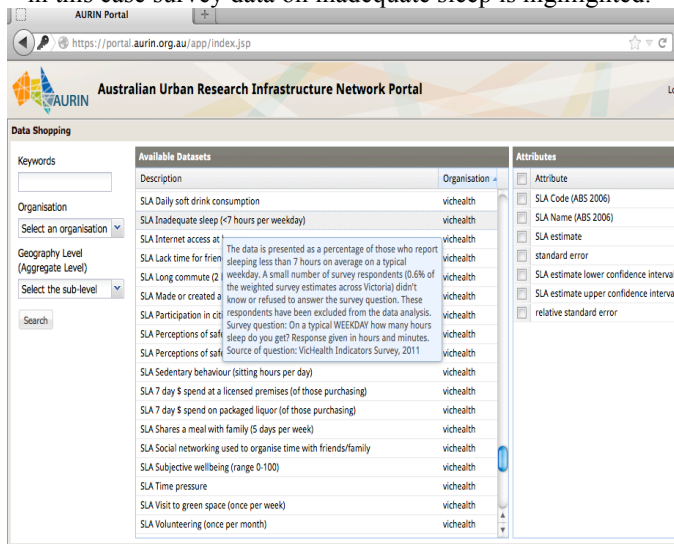 in this case survey data on inadequate sleep is highlighted.
AURIN Portal
https://portal.aurin.org.au/app/index.jsp
AURIN
Australian Urban Research Infrastructure Network Portal
Lo
Data Shopping
Keywords
Organisation
Select an organisation
Geography Level
(Aggregate Level)
Select the sub-level
Search
Available Datasets
Description Organisation
SLA Daily soft drink consumption vichealth
SLA Inadequate sleep (<7 hours per weekday) vichealth
SLA Internet access at vichealth
SLA Lack time for frien vichealth
SLA Long commute (2 vichealth
SLA Made or created a vichealth
SLA Participation in citi vichealth
SLA Perceptions of safe vichealth
SLA Perceptions of safe vichealth
The data is presented as a percentage of those who report
sleeping less than 7 hours on average on a typical
weekday. A small number of survey respondents (0.6% of
the weighted survey estimates across Victoria) didn't
know or refused to answer the survey question. These
respondents have been excluded from the data analysis.
Survey question: On a typical WEEKDAY how many hours
sleep do you get? Response given in hours and minutes.
Source of question: VicHealth Indicators Survey, 2011
SLA Sedentary behaviour (sitting hours per day) vichealth
SLA 7 day $ spend at a licensed premises (of those purchasing) vichealth
SLA 7 day $ spend on packaged liquor (of those purchasing) vichealth
SLA Shares a meal with family (5 days per week) vichealth
SLA Social networking used to organise time with friends/family vichealth
SLA Subjective wellbeing (range 0-100) vichealth
SLA Time pressure vichealth
SLA Visit to green space (once per week) vichealth
SLA Volunteering (once per month) vichealth
Attributes
Attribute
SLA Code (ABS 2006)
SLA Name (ABS 2006)
SLA estimate
standard error
SLA estimate lower confidence interva
SLA estimate upper confidence interva
relative standard error